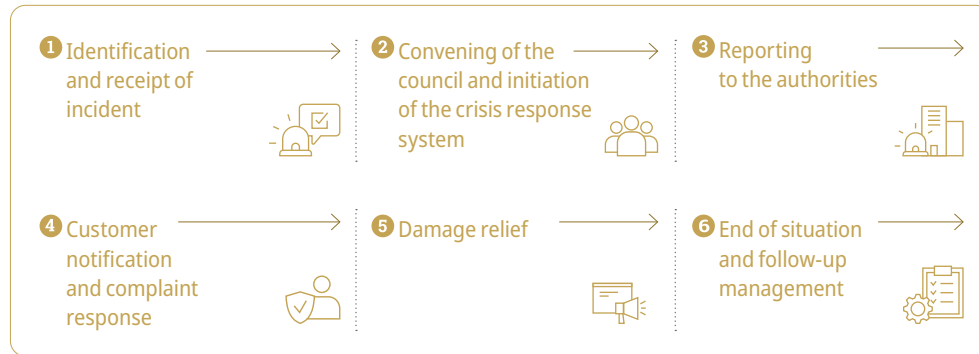 1 Identification
and receipt of
incident
2 Convening of the
council and initiation
of the crisis response
system
3 Reporting
to the authorities
4 Customer
notification
and complaint
response
5 Damage relief
6 End of situation
and follow-up
management